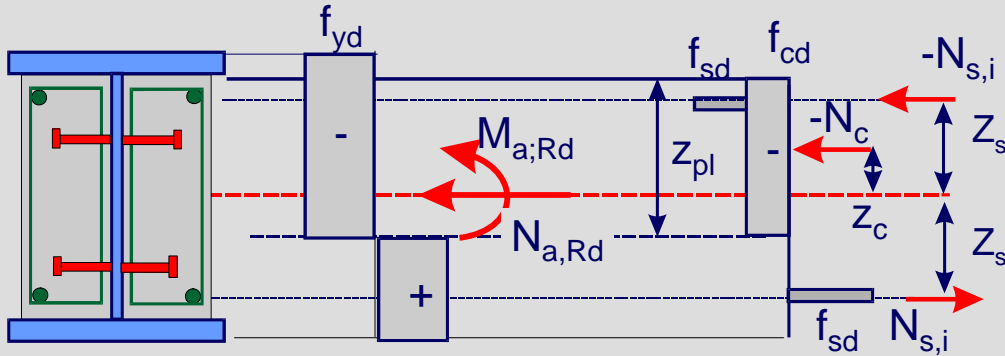 f_yd
f_cd
f_sd
-N_s,i
-
-N_c
M_a;Rd
z_pl
-
Z_s
z_c
N_a,Rd
Z_s
+
f_sd
N_s,i